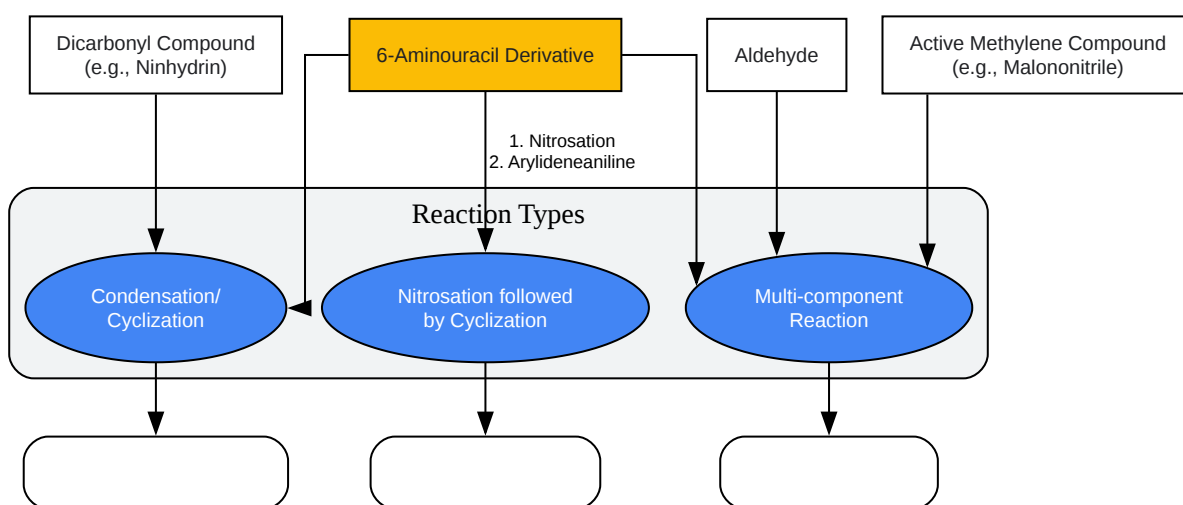 Dicarbonyl Compound
(e.g., Ninhydrin)
6-Aminouracil Derivative
Aldehyde
Active Methylene Compound
(e.g., Malononitrile)
1. Nitrosation
2. Arylideneaniline
Reaction Types
Condensation/
Cyclization
Nitrosation followed
by Cyclization
Multi-component
Reaction